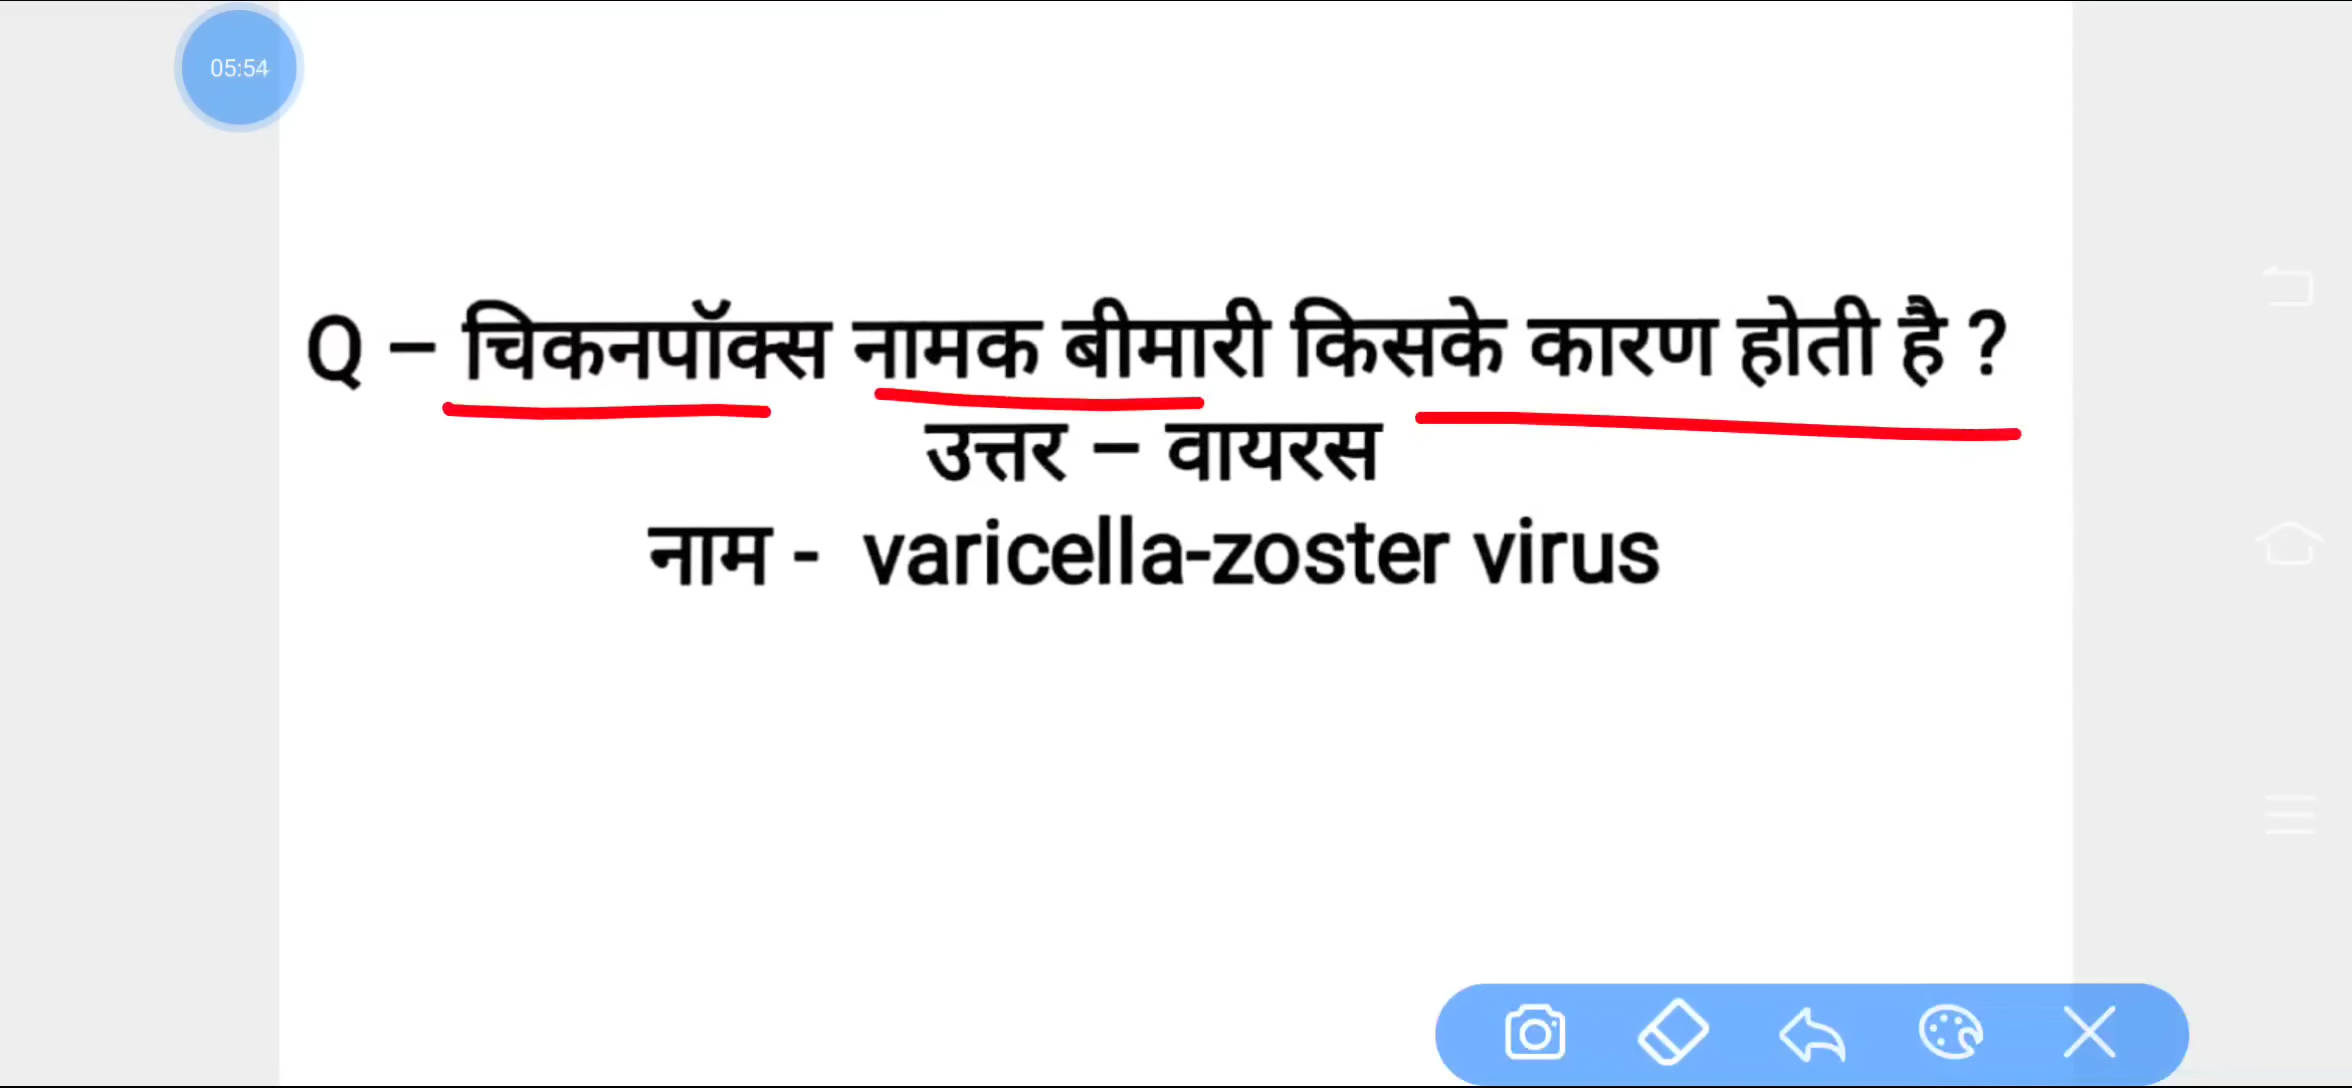 05:54
Q – चिकनपॉक्स नामक बीमारी किसके कारण होती है ?
उत्तर – वायरस
नाम - varicella-zoster virus